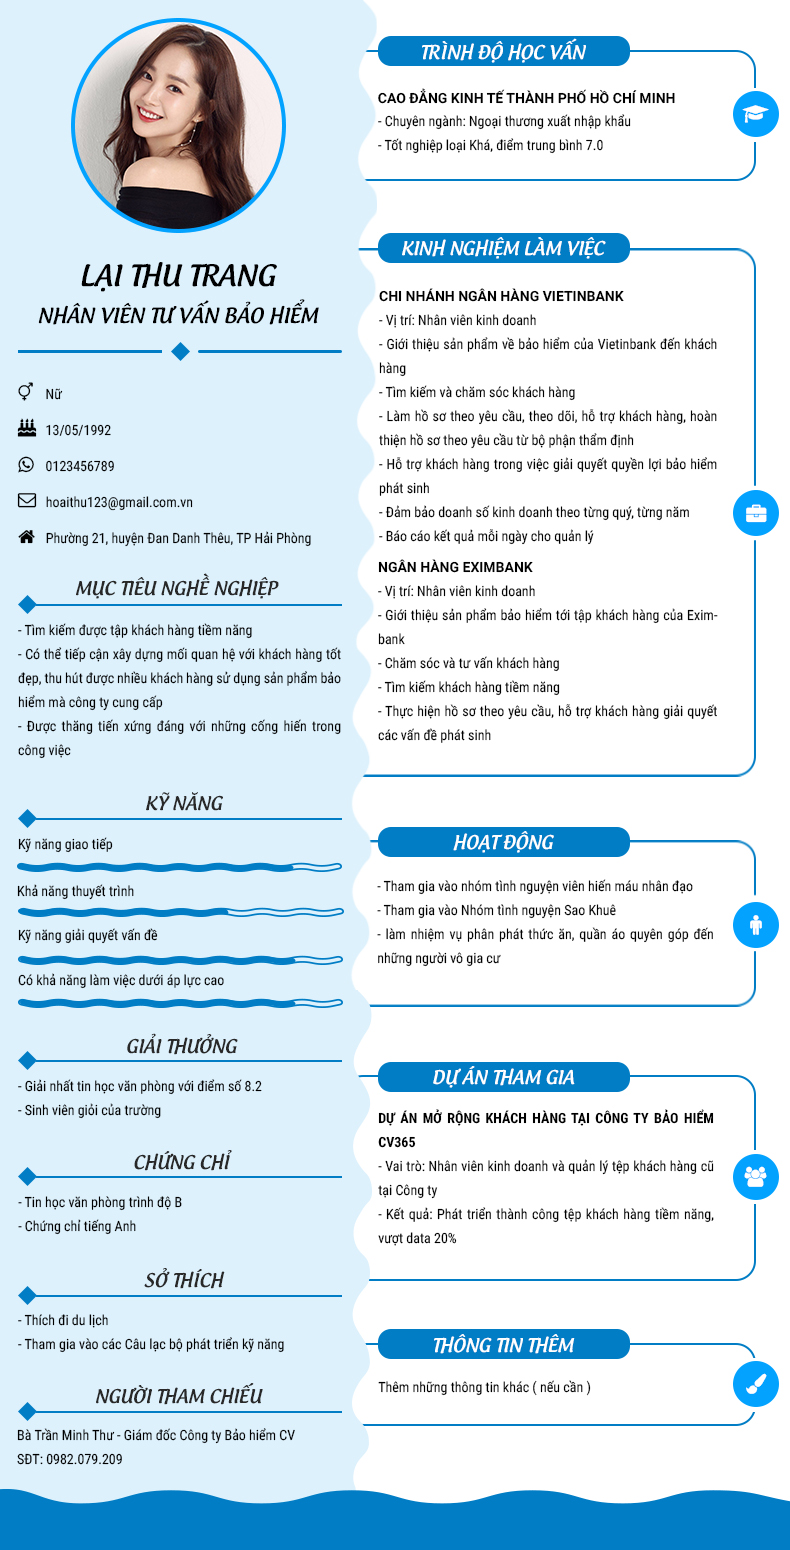 LẠI THU TRANG
NHÂN VIÊN TƯ VẤN BẢO HIỂM
Nữ
13/05/1992
0123456789
hoaithu123@gmail.com.vn
Phường 21, huyện Đan Danh Thêu, TP Hải Phòng
MỤC TIÊU NGHỀ NGHIỆP
- Tìm kiếm được tập khách hàng tiềm năng
- Có thể tiếp cận xây dựng mối quan hệ với khách hàng tốt
đẹp, thu hút được nhiều khách hàng sử dụng sản phẩm bảo
hiểm mà công ty cung cấp
- Được thăng tiến xứng đáng với những cống hiến trong
công việc
KỸ NĂNG
Kỹ năng giao tiếp
Khả năng thuyết trình
Kỹ năng giải quyết vấn đề
Có khả năng làm việc dưới áp lực cao
GIẢI THƯỞNG
- Giải nhất tin học văn phòng với điểm số 8.2
- Sinh viên giỏi của trường
CHỨNG CHỈ
- Tin học văn phòng trình độ B
- Chứng chỉ tiếng Anh
SỞ THÍCH
- Thích đi du lịch
- Tham gia vào các Câu lạc bộ phát triển kỹ năng
NGƯỜI THAM CHIẾU
Bà Trần Minh Thư - Giám đốc Công ty Bảo hiểm CV
SĐT: 0982.079.209
TRÌNH ĐỘ HỌC VẤN
CAO ĐẲNG KINH TẾ THÀNH PHỐ HỒ CHÍ MINH
- Chuyên ngành: Ngoại thương xuất nhập khẩu
- Tốt nghiệp loại Khá, điểm trung bình 7.0
KINH NGHIỆM LÀM VIỆC
CHI NHÁNH NGÂN HÀNG VIETINBANK
- Vị trí: Nhân viên kinh doanh
- Giới thiệu sản phẩm về bảo hiểm của Vietinbank đến khách
hàng
- Tìm kiếm và chăm sóc khách hàng
- Làm hồ sơ theo yêu cầu, theo dõi, hỗ trợ khách hàng, hoàn
thiện hồ sơ theo yêu cầu từ bộ phận thẩm định
- Hỗ trợ khách hàng trong việc giải quyết quyền lợi bảo hiểm
phát sinh
- Đảm bảo doanh số kinh doanh theo từng quý, từng năm
- Báo cáo kết quả mỗi ngày cho quản lý
NGÂN HÀNG EXIMBANK
- Vị trí: Nhân viên kinh doanh
- Giới thiệu sản phẩm bảo hiểm tới tập khách hàng của Exim-
bank
- Chăm sóc và tư vấn khách hàng
- Tìm kiếm khách hàng tiềm năng
- Thực hiện hồ sơ theo yêu cầu, hỗ trợ khách hàng giải quyết
các vấn đề phát sinh
HOẠT ĐỘNG
- Tham gia vào nhóm tình nguyện viên hiến máu nhân đạo
- Tham gia vào Nhóm tình nguyện Sao Khuê
- làm nhiệm vụ phân phát thức ăn, quần áo quyên góp đến
những người vô gia cư
DỰ ÁN THAM GIA
DỰ ÁN MỞ RỘNG KHÁCH HÀNG TẠI CÔNG TY BẢO HIỂM
CV365
- Vai trò: Nhân viên kinh doanh và quản lý tệp khách hàng cũ
tại Công ty
- Kết quả: Phát triển thành công tệp khách hàng tiềm năng,
vượt data 20%
THÔNG TIN THÊM
Thêm những thông tin khác ( nếu cần )